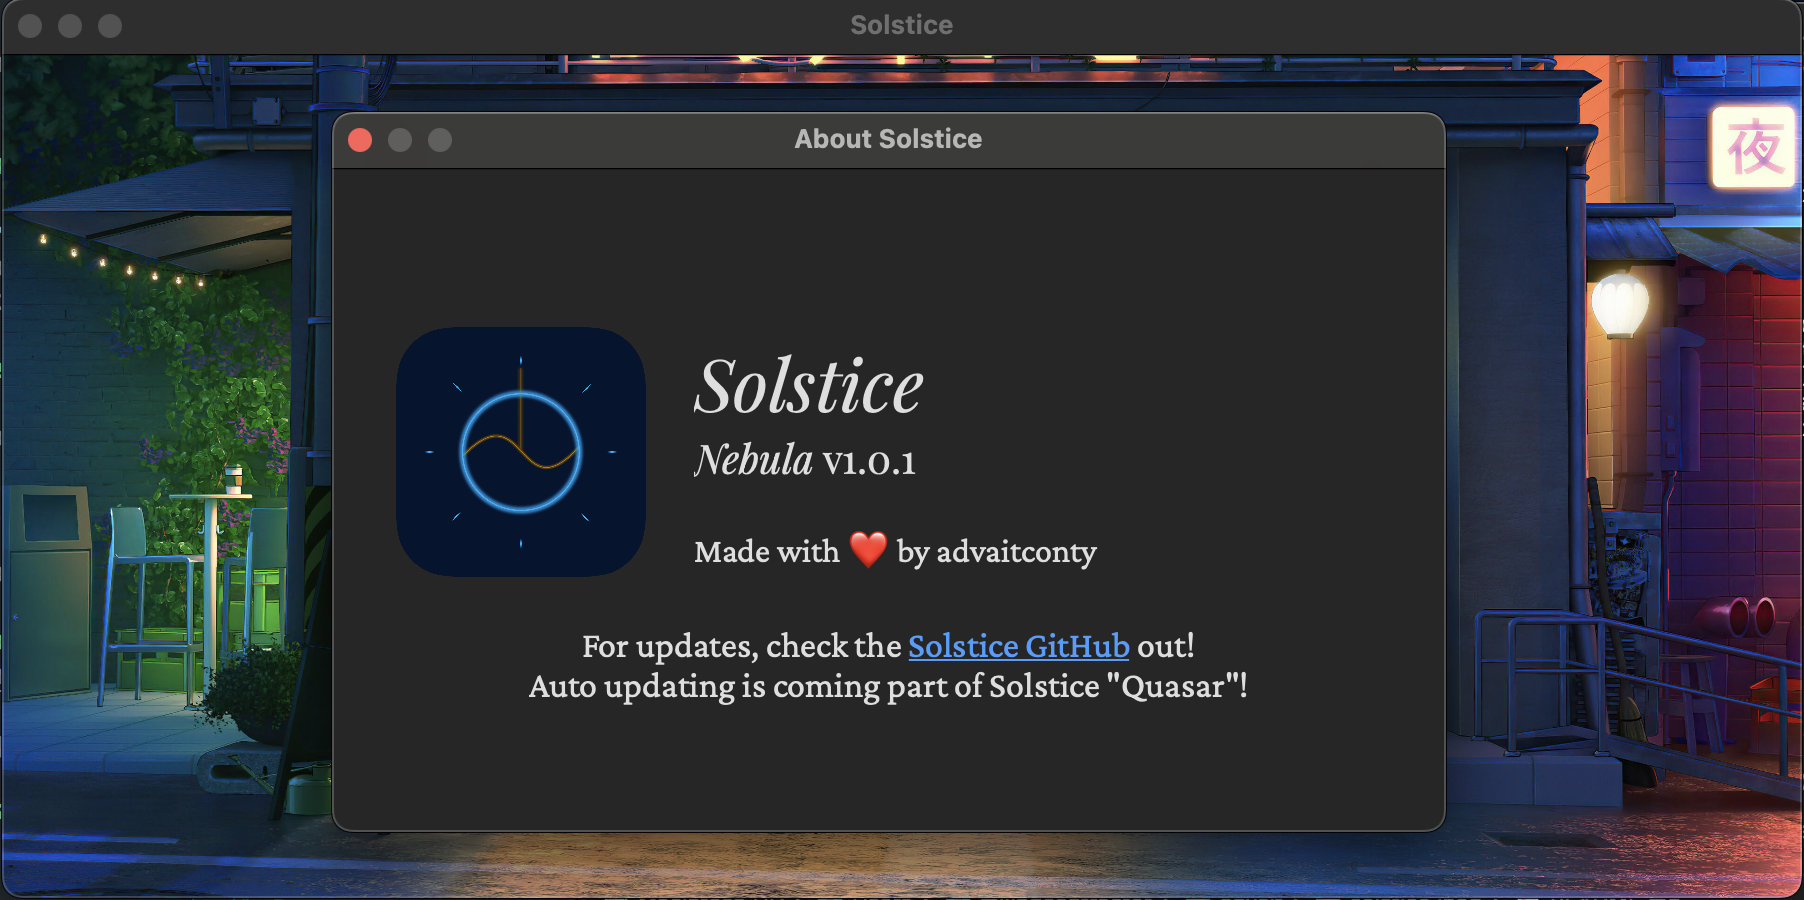 Solstice
About Solstice
夜
Solstice
Nebula v1.0.1
Made with ❤️ by advaitconty
For updates, check the Solstice GitHub out!
Auto updating is coming part of Solstice "Quasar"!